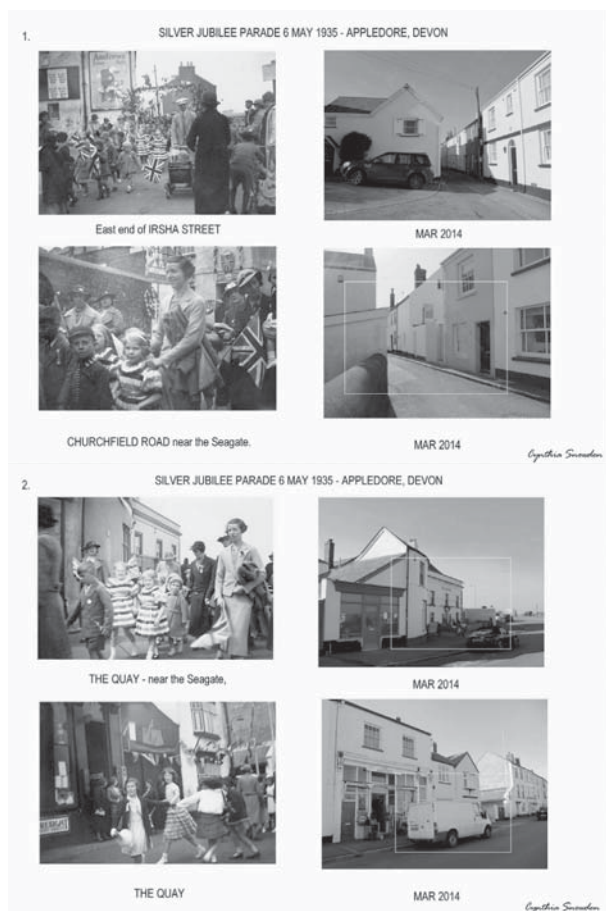 1.
SILVER JUBILEE PARADE 6 MAY 1935 - APPLEDORE, DEVON
East end of IRSHA STREET
MAR 2014
CHURCHFIELD ROAD near the Seagate.
MAR 2014
Cynthia Snowden
2.
SILVER JUBILEE PARADE 6 MAY 1935 - APPLEDORE, DEVON
THE QUAY - near the Seagate,
MAR 2014
THE QUAY
MAR 2014
Cynthia Snowden